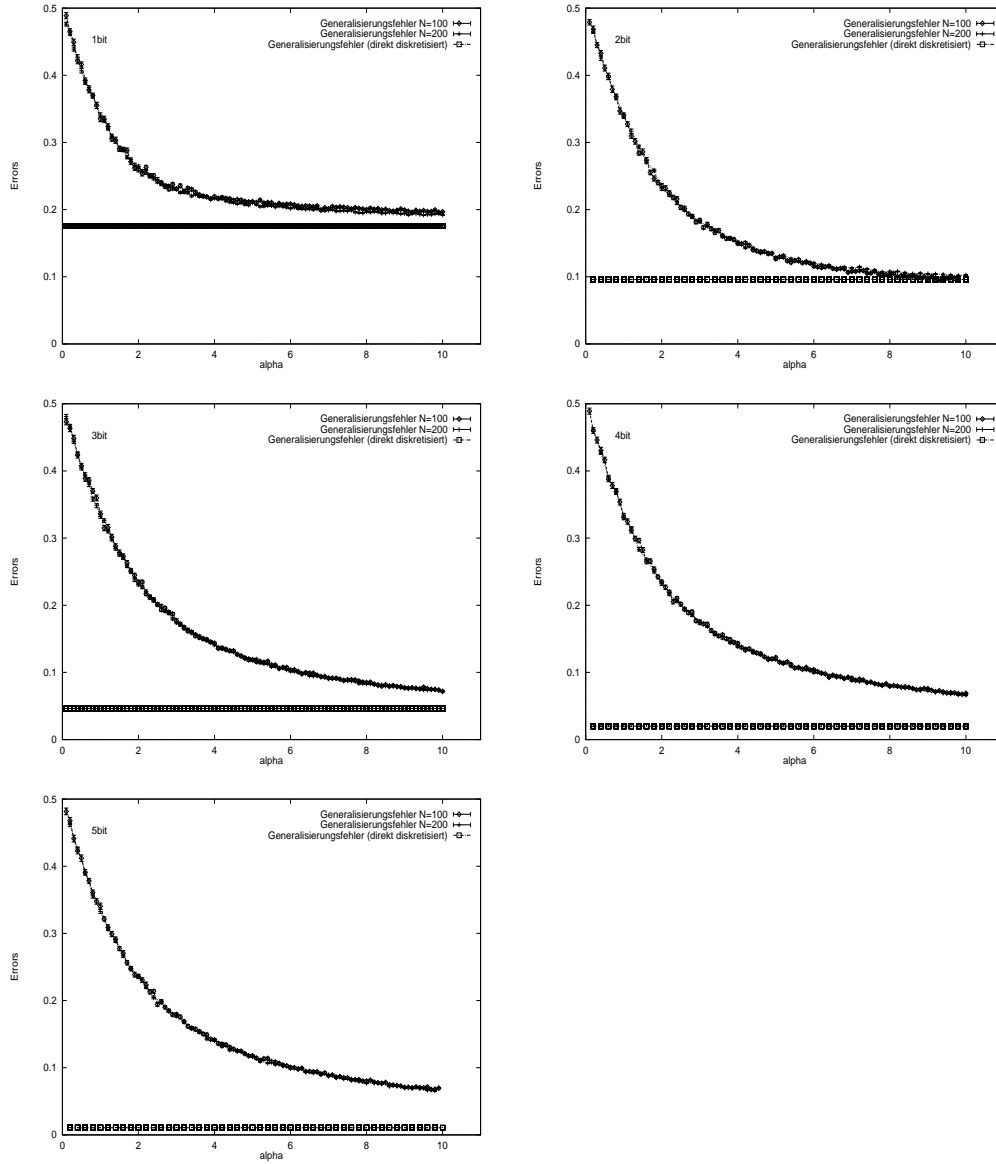 0.5
0.4
0.3
0.2
0.1
0
0 2 4 6 8 10
Errors
alpha
1bit
Generalisierungsfehler N=100
Generalisierungsfehler N=200
Generalisierungsfehler (direkt diskretisiert)
0.5
0.4
0.3
0.2
0.1
0
0 2 4 6 8 10
Errors
alpha
2bit
Generalisierungsfehler N=100
Generalisierungsfehler N=200
Generalisierungsfehler (direkt diskretisiert)
0.5
0.4
0.3
0.2
0.1
0
0 2 4 6 8 10
Errors
alpha
3bit
Generalisierungsfehler N=100
Generalisierungsfehler N=200
Generalisierungsfehler (direkt diskretisiert)
0.5
0.4
0.3
0.2
0.1
0
0 2 4 6 8 10
Errors
alpha
4bit
Generalisierungsfehler N=100
Generalisierungsfehler N=200
Generalisierungsfehler (direkt diskretisiert)
0.5
0.4
0.3
0.2
0.1
0
0 2 4 6 8 10
Errors
alpha
5bit
Generalisierungsfehler N=100
Generalisierungsfehler N=200
Generalisierungsfehler (direkt diskretisiert)